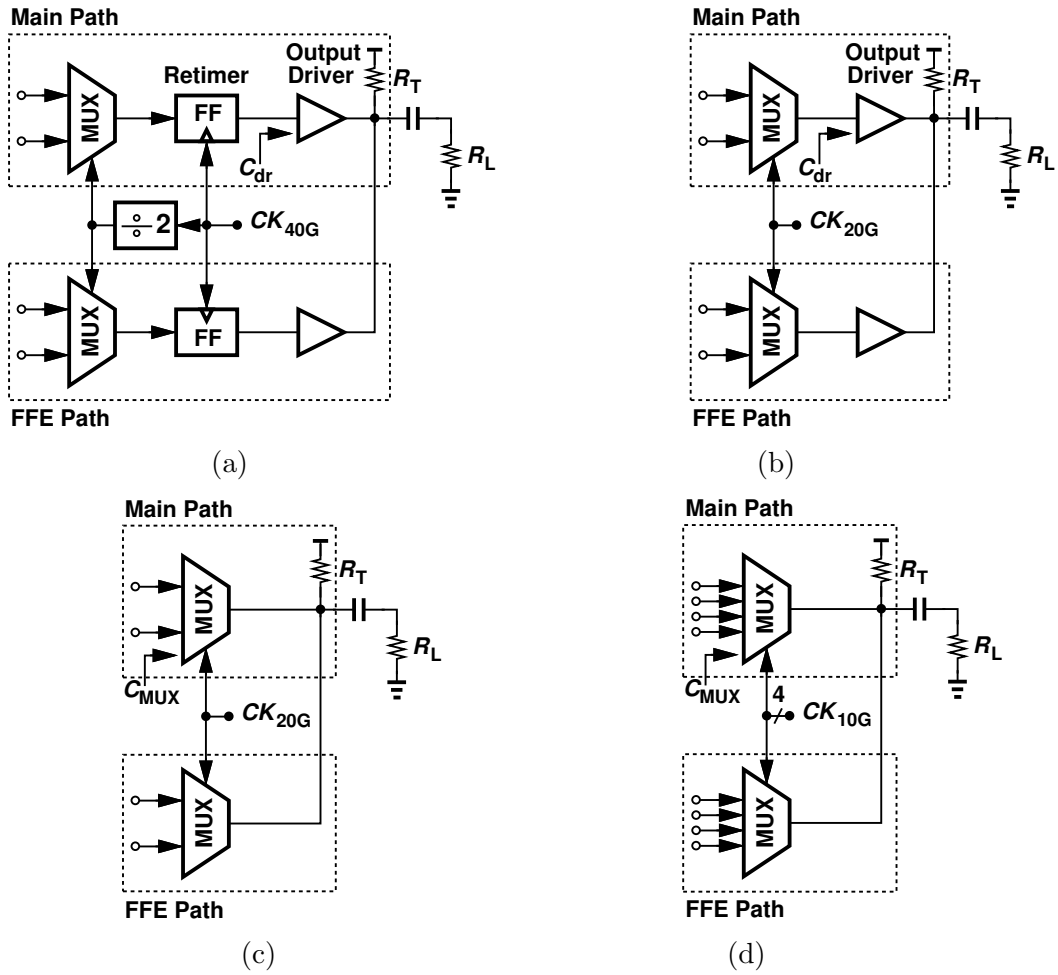 Main Path
MUX
Retimer
FF
Output
Driver
R_T
C_dr
R_L
÷ 2
CK_40G
MUX
FF
FFE Path
(a)
Main Path
MUX
Output
Driver
R_T
C_dr
R_L
CK_20G
MUX
FFE Path
(b)
Main Path
MUX
R_T
R_L
C_MUX
CK_20G
MUX
FFE Path
(c)
Main Path
MUX
R_T
R_L
C_MUX
4
CK_10G
MUX
FFE Path
(d)